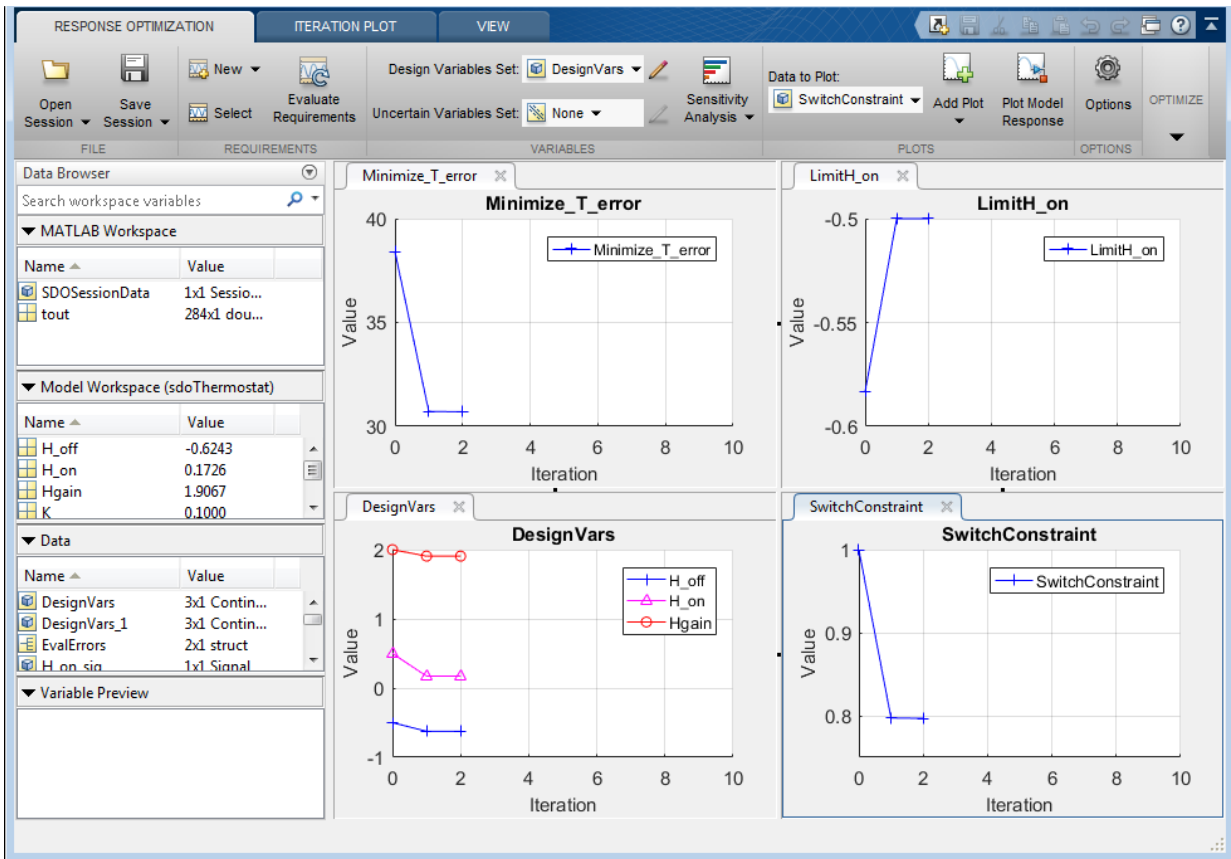 RESPONSE OPTIMIZATION ITERATION PLOT VIEW
Open Session
Save Session
FILE
New
Select
Evaluate Requirements
REQUIREMENTS
Design Variables Set: DesignVars
Uncertain Variables Set: None
Sensitivity Analysis
VARIABLES
Data to Plot:
SwitchConstraint
Add Plot
Plot Model Response
PLOTS
Options
OPTIONS
OPTIMIZE
Data Browser
Search workspace variables
MATLAB Workspace
Name Value
SDOSessionData 1x1 Sessio...
tout 284x1 dou...
Model Workspace (sdoThermostat)
Name Value
H_off -0.6243
H_on 0.1726
Hgain 1.9067
K 0.1000
Data
Name Value
DesignVars 3x1 Contin...
DesignVars_1 3x1 Contin...
EvalErrors 2x1 struct
H_on_sig 1x1 Signal
Variable Preview
Minimize_T_error
Minimize_T_error
Minimize_T_error
Value
40
35
30
0 2 4 6 8 10
Iteration
LimitH_on
LimitH_on
LimitH_on
Value
-0.5
-0.55
-0.6
0 2 4 6 8 10
Iteration
DesignVars
DesignVars
H_off
H_on
Hgain
Value
2
1
0
-1
0 2 4 6 8 10
Iteration
SwitchConstraint
SwitchConstraint
SwitchConstraint
Value
1
0.9
0.8
0 2 4 6 8 10
Iteration